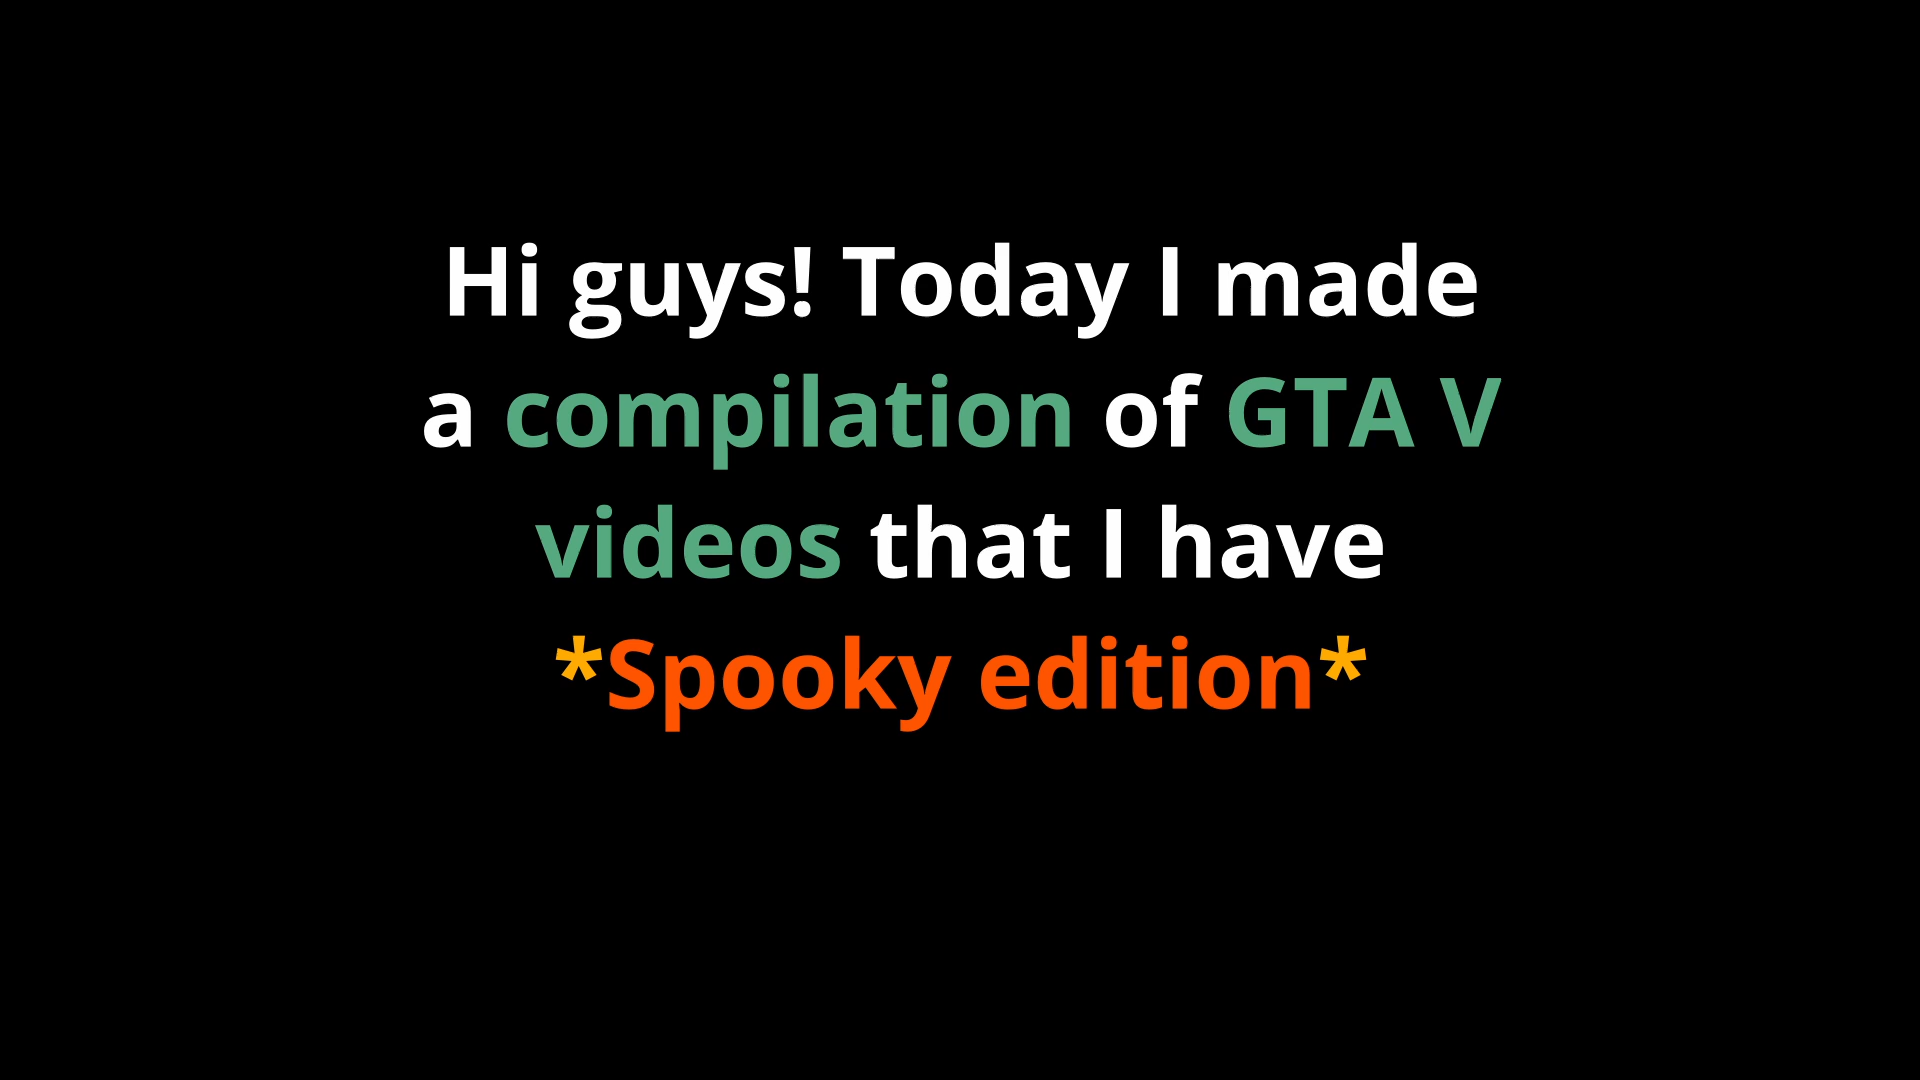 Hi guys! Today I made
a compilation of GTA V
videos that I have
*Spooky edition*